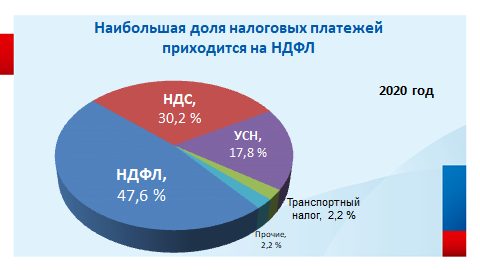 Наибольшая доля налоговых платежей
приходится на НДФЛ
2020 год
НДС,
30,2 %
УСН,
17,8 %
НДФЛ,
47,6 %
Транспортный
налог, 2,2 %
Прочие,
2,2 %